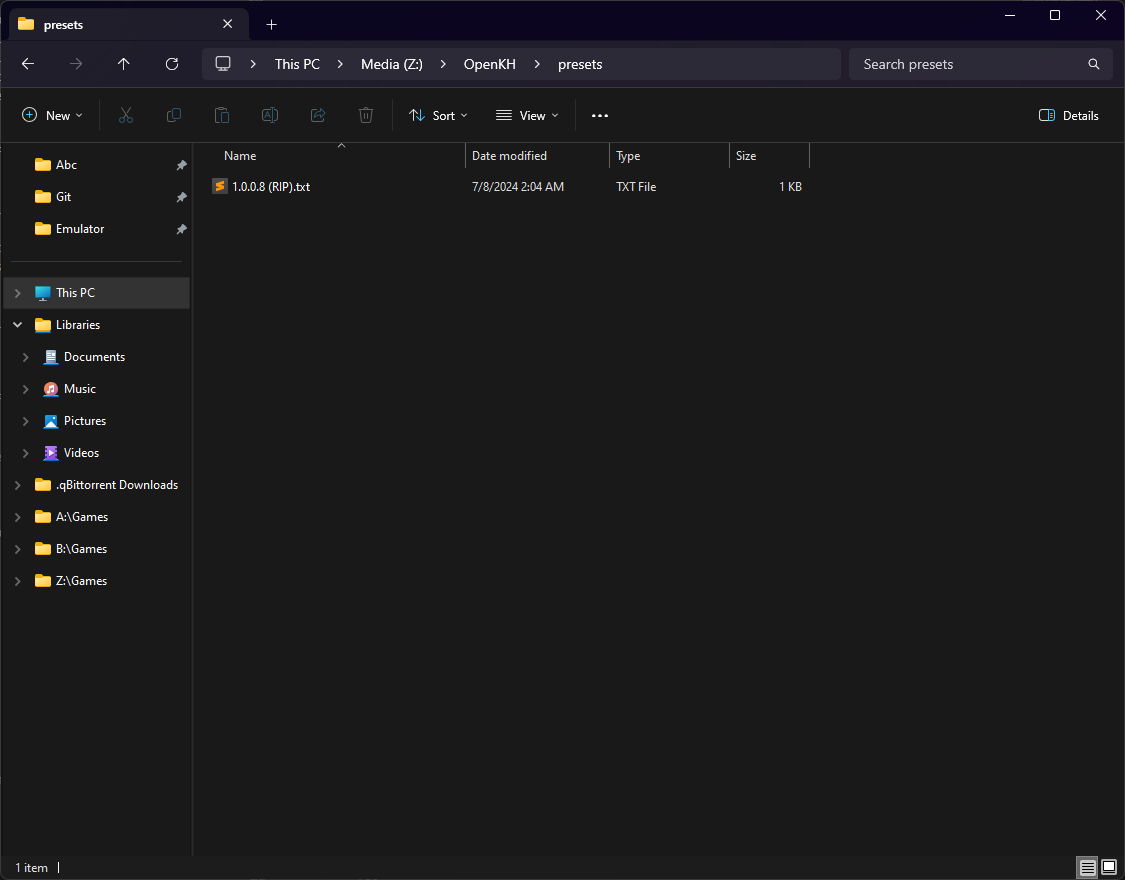 presets
This PC
Media (Z:)
OpenKH
presets
Search presets
New
Sort
View
Details
Name
Date modified
Type
Size
1.0.0.8 (RIP).txt
7/8/2024 2:04 AM
TXT File
1 KB
Abc
Git
Emulator
This PC
Libraries
Documents
Music
Pictures
Videos
.qBittorrent Downloads
A:\Games
B:\Games
Z:\Games
1 item